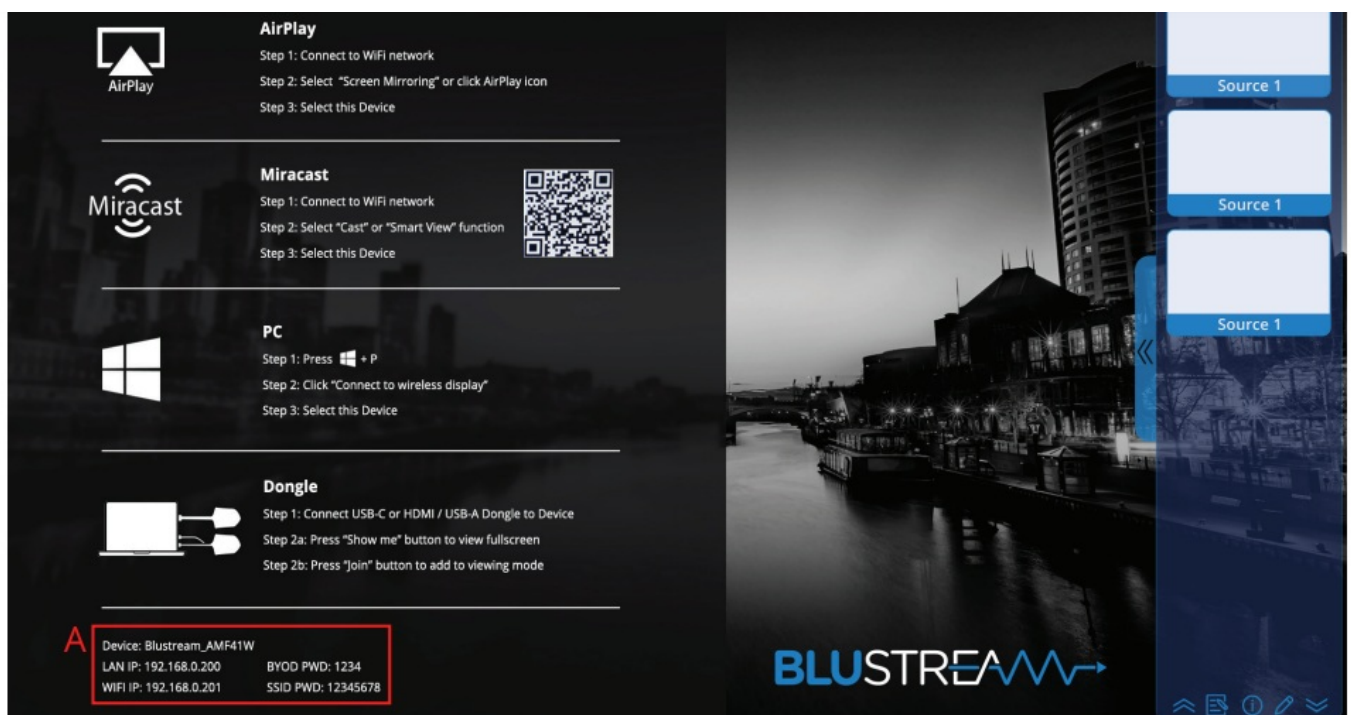 AirPlay
AirPlay
Step 1: Connect to WiFi network
Step 2: Select "Screen Mirroring" or click AirPlay icon
Step 3: Select this Device
Miracast
Miracast
Step 1: Connect to WiFi network
Step 2: Select "Cast" or "Smart View" function
Step 3: Select this Device
PC
Step 1: Press + P
Step 2: Click "Connect to wireless display"
Step 3: Select this Device
Dongle
Step 1: Connect USB-C or HDMI / USB-A Dongle to Device
Step 2a: Press "Show me" button to view fullscreen
Step 2b: Press "Join" button to add to viewing mode
A
Device: Blustream_AMF41W
LAN IP: 192.168.0.200 BYOD PWD: 1234
WIFI IP: 192.168.0.201 SSID PWD: 12345678
BLUSTREAM
Source 1
Source 1
Source 1